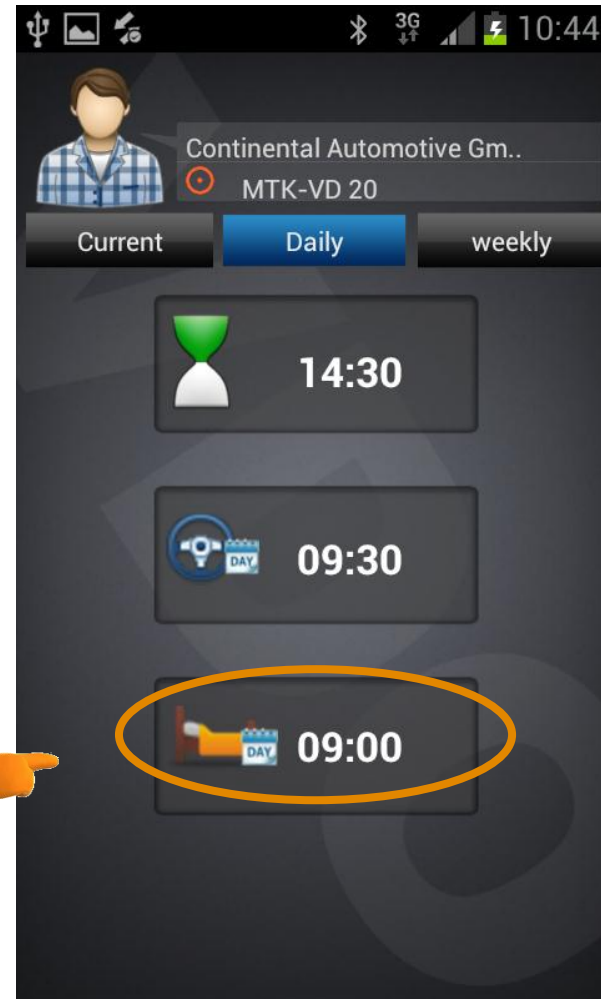 3G
10:44
Continental Automotive Gm..
MTK-VD 20
Current Daily weekly
14:30
DAY
09:30
DAY
09:00